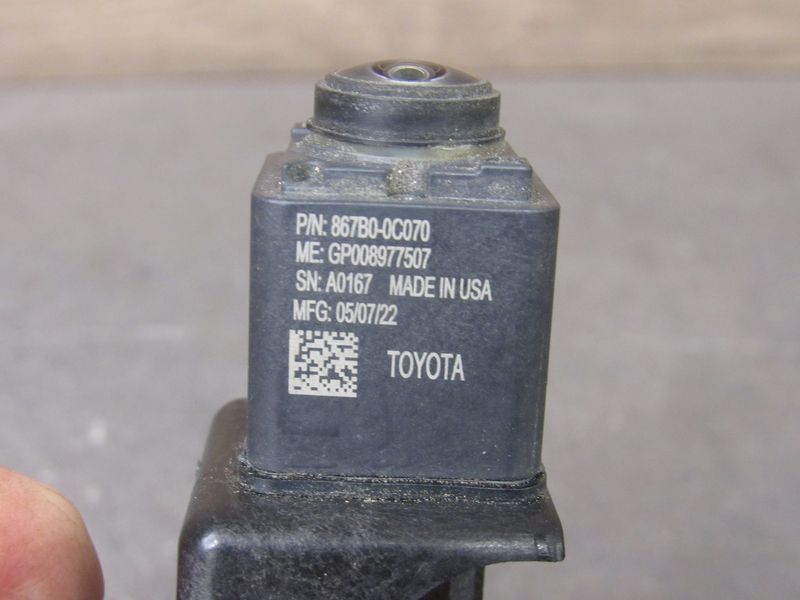 P/N: 867B0-0C070
ME: GP008977507
SN: A0167 MADE IN USA
MFG: 05/07/22
TOYOTA